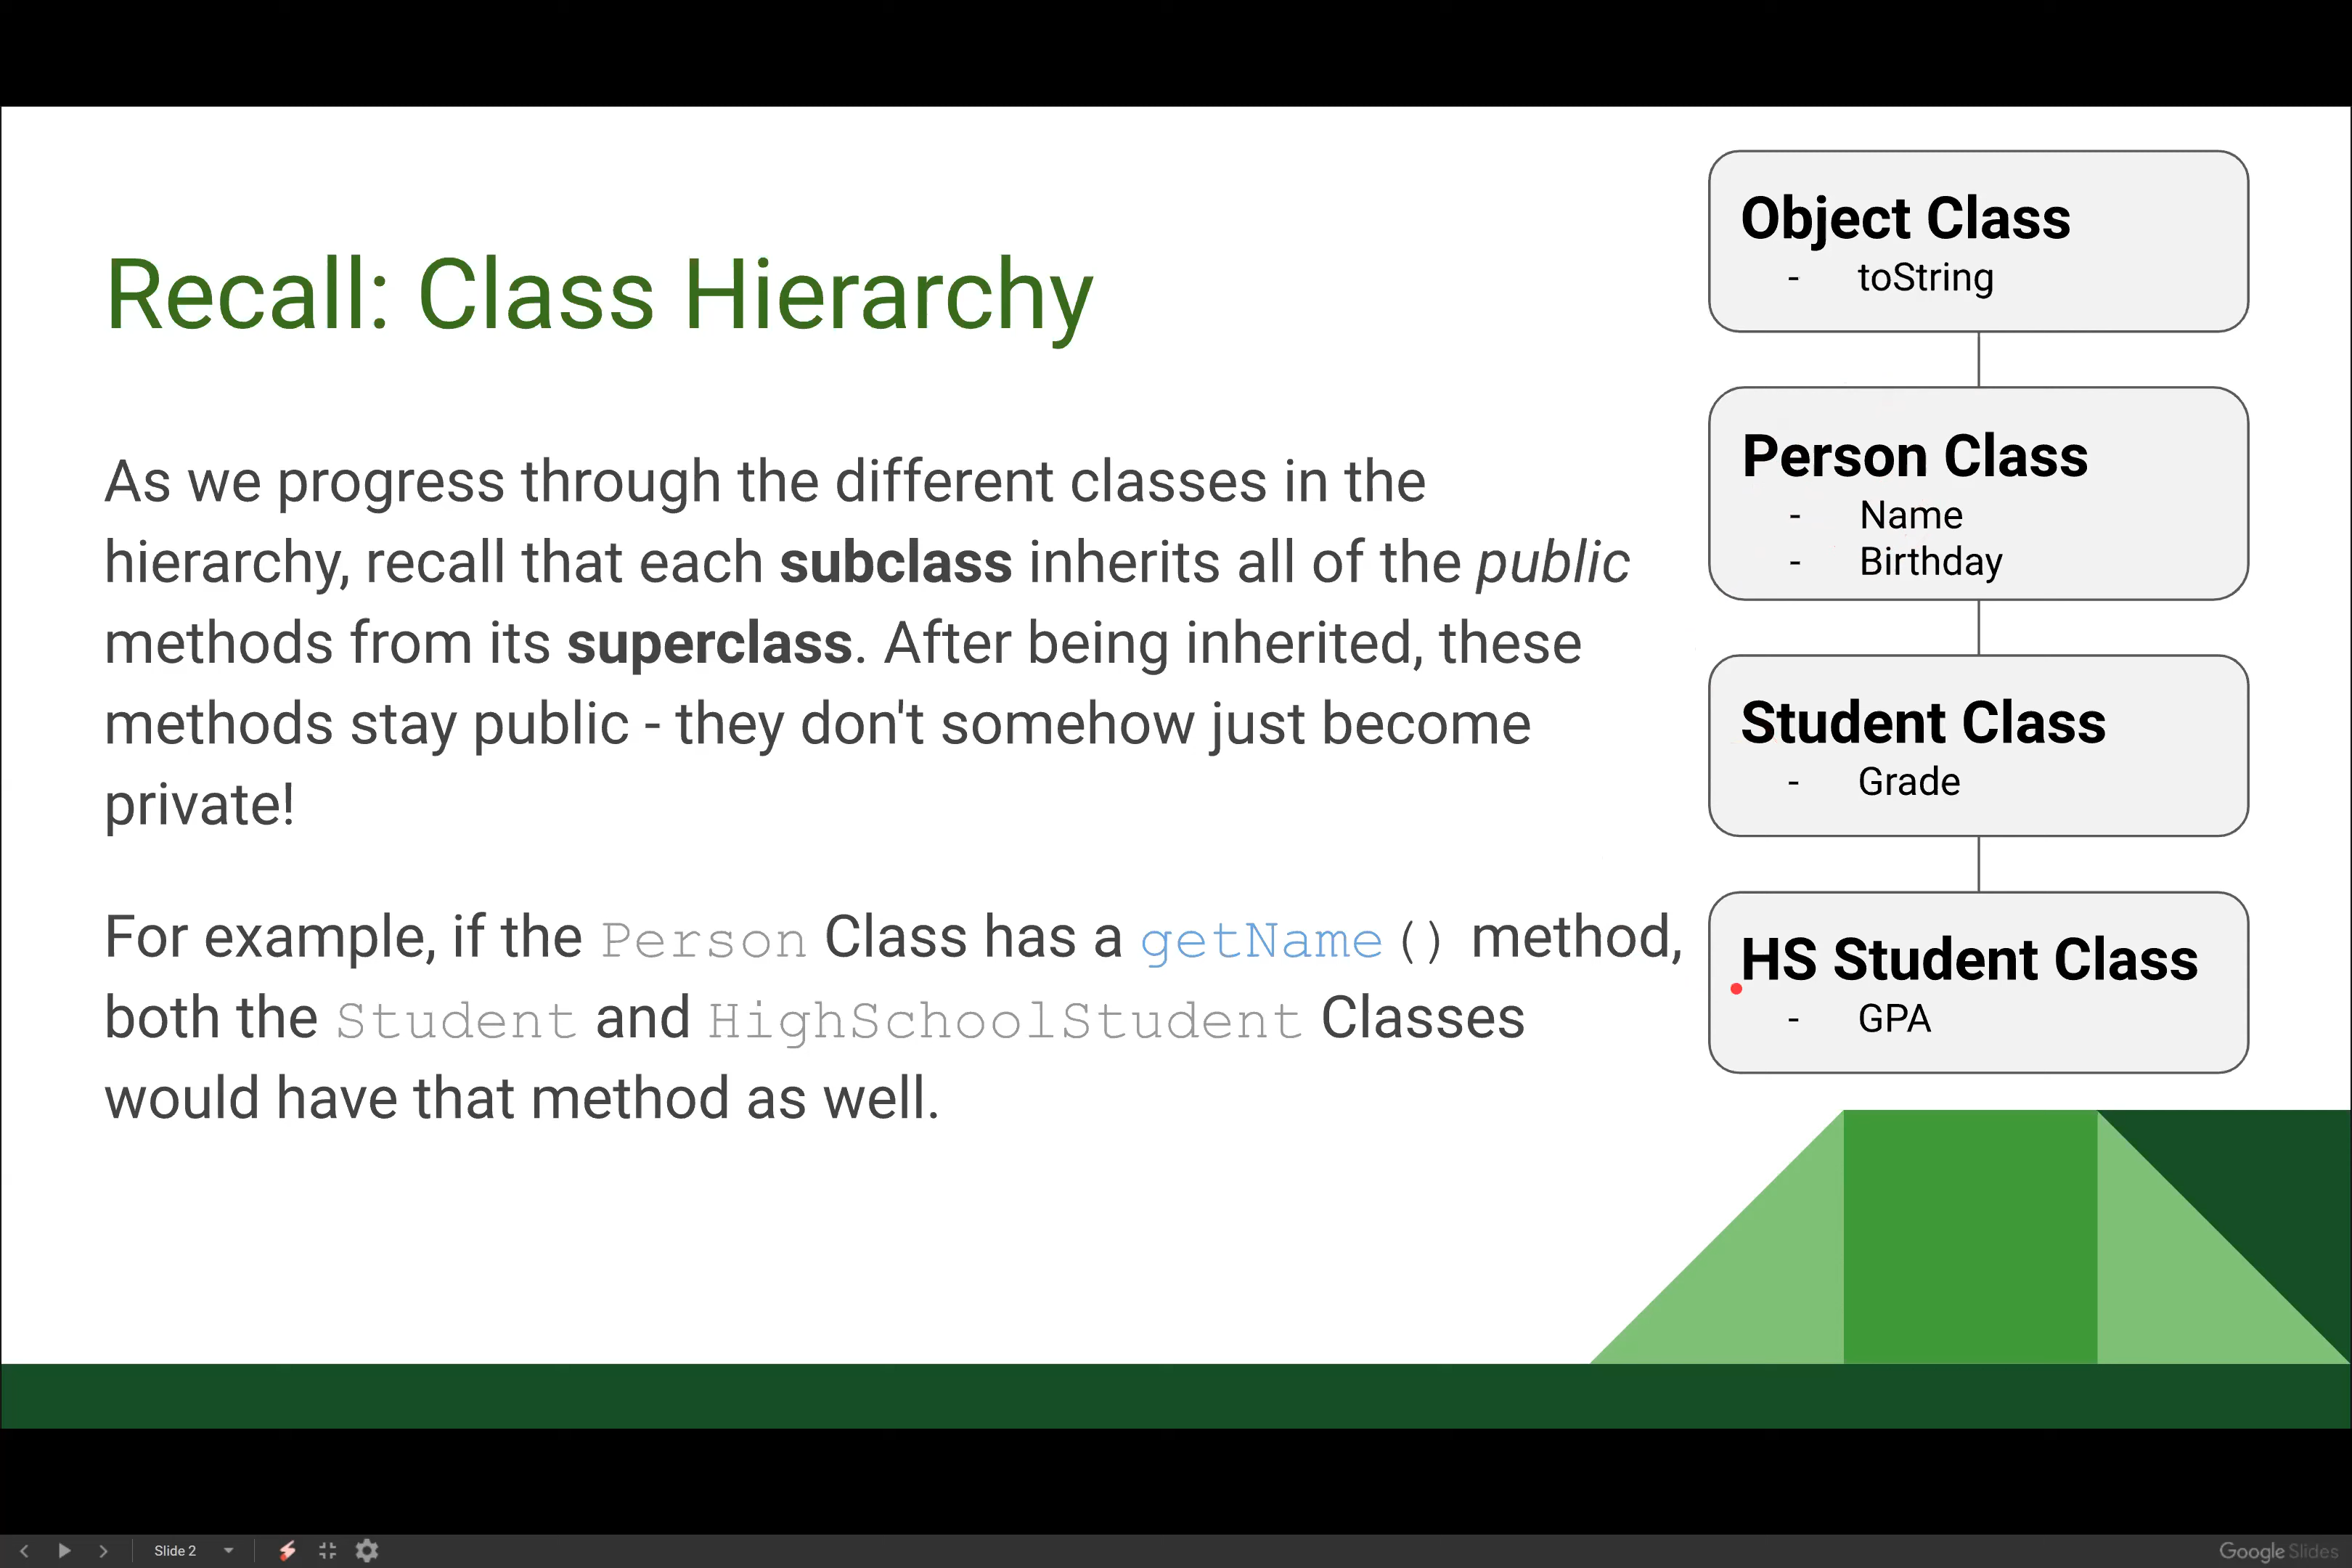 Recall: Class Hierarchy
As we progress through the different classes in the
hierarchy, recall that each subclass inherits all of the public
methods from its superclass. After being inherited, these
methods stay public - they don't somehow just become
private!
For example, if the Person Class has a getName() method,
both the Student and HighSchoolStudent Classes
would have that method as well.
Object Class
- toString
Person Class
- Name
- Birthday
Student Class
- Grade
HS Student Class
- GPA
Slide 2
Google Slides